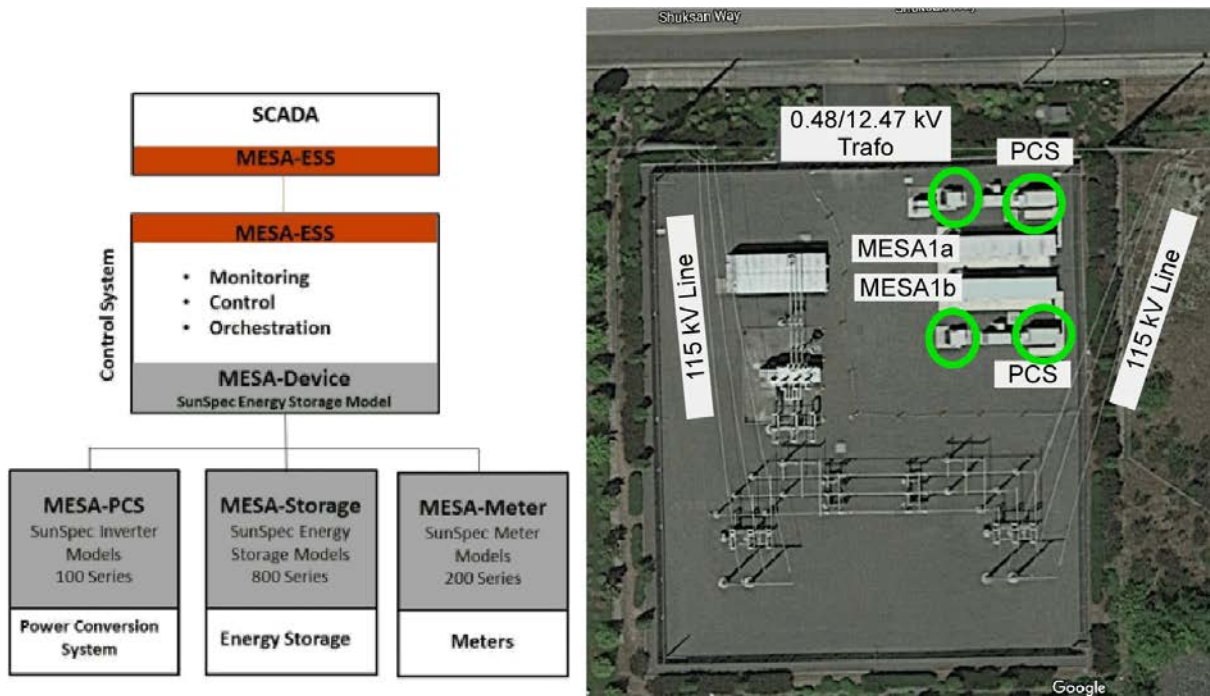 SCADA
MESA-ESS
Control System
MESA-ESS
• Monitoring
• Control
• Orchestration
MESA-Device
SunSpec Energy Storage Model
MESA-PCS
SunSpec Inverter
Models
100 Series
Power Conversion
System
MESA-Storage
SunSpec Energy
Storage Models
800 Series
Energy Storage
MESA-Meter
SunSpec Meter
Models
200 Series
Meters
Shuksan Way
0.48/12.47 kV
Trafo
PCS
MESA1a
MESA1b
PCS
115 kV Line
115 kV Line
Google